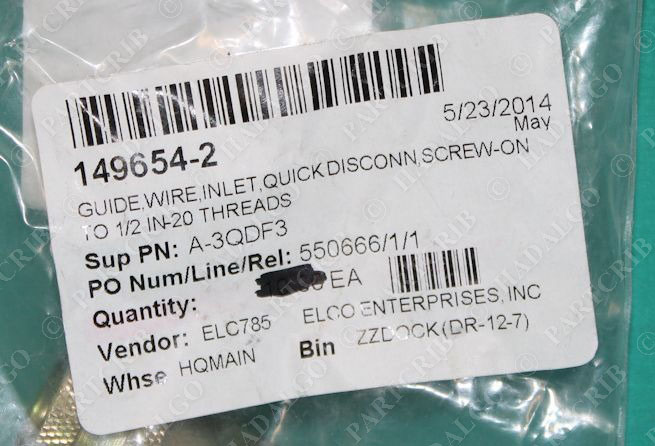 5/23/2014
May
149654-2
GUIDE,WIRE,INLET,QUICK DISCONN,SCREW-ON
TO 1/2 IN-20 THREADS
Sup PN: A-3QDF3
PO Num/Line/Rel: 550666/1/1
Quantity: EA
Vendor: ELC785 ELCO ENTERPRISES, INC
Whse HQMAIN Bin ZZDOCK(DR-12-7)
© HADALGO
© PARTCRIB